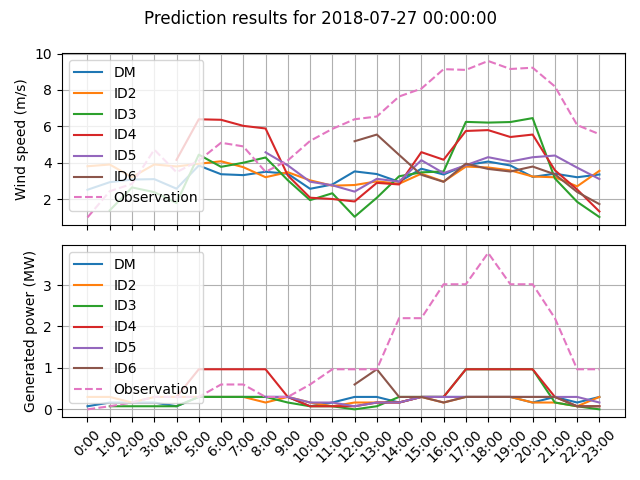 Prediction results for 2018-07-27 00:00:00
Wind speed (m/s)
10
8
6
4
2
DM
ID2
ID3
ID4
ID5
ID6
Observation
Generated power (MW)
3
2
1
0
DM
ID2
ID3
ID4
ID5
ID6
Observation
0:00
1:00
2:00
3:00
4:00
5:00
6:00
7:00
8:00
9:00
10:00
11:00
12:00
13:00
14:00
15:00
16:00
17:00
18:00
19:00
20:00
21:00
22:00
23:00